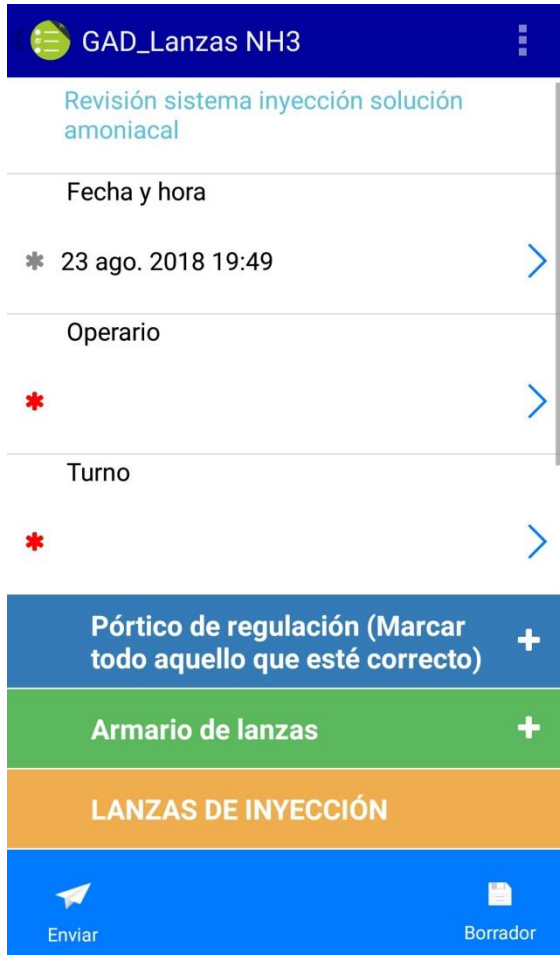 GAD_Lanzas NH3
Revisión sistema inyección solución
amoniacal
Fecha y hora
* 23 ago. 2018 19:49
Operario
*
Turno
*
Pórtico de regulación (Marcar
todo aquello que esté correcto)
+
Armario de lanzas +
LANZAS DE INYECCIÓN
Enviar
Borrador